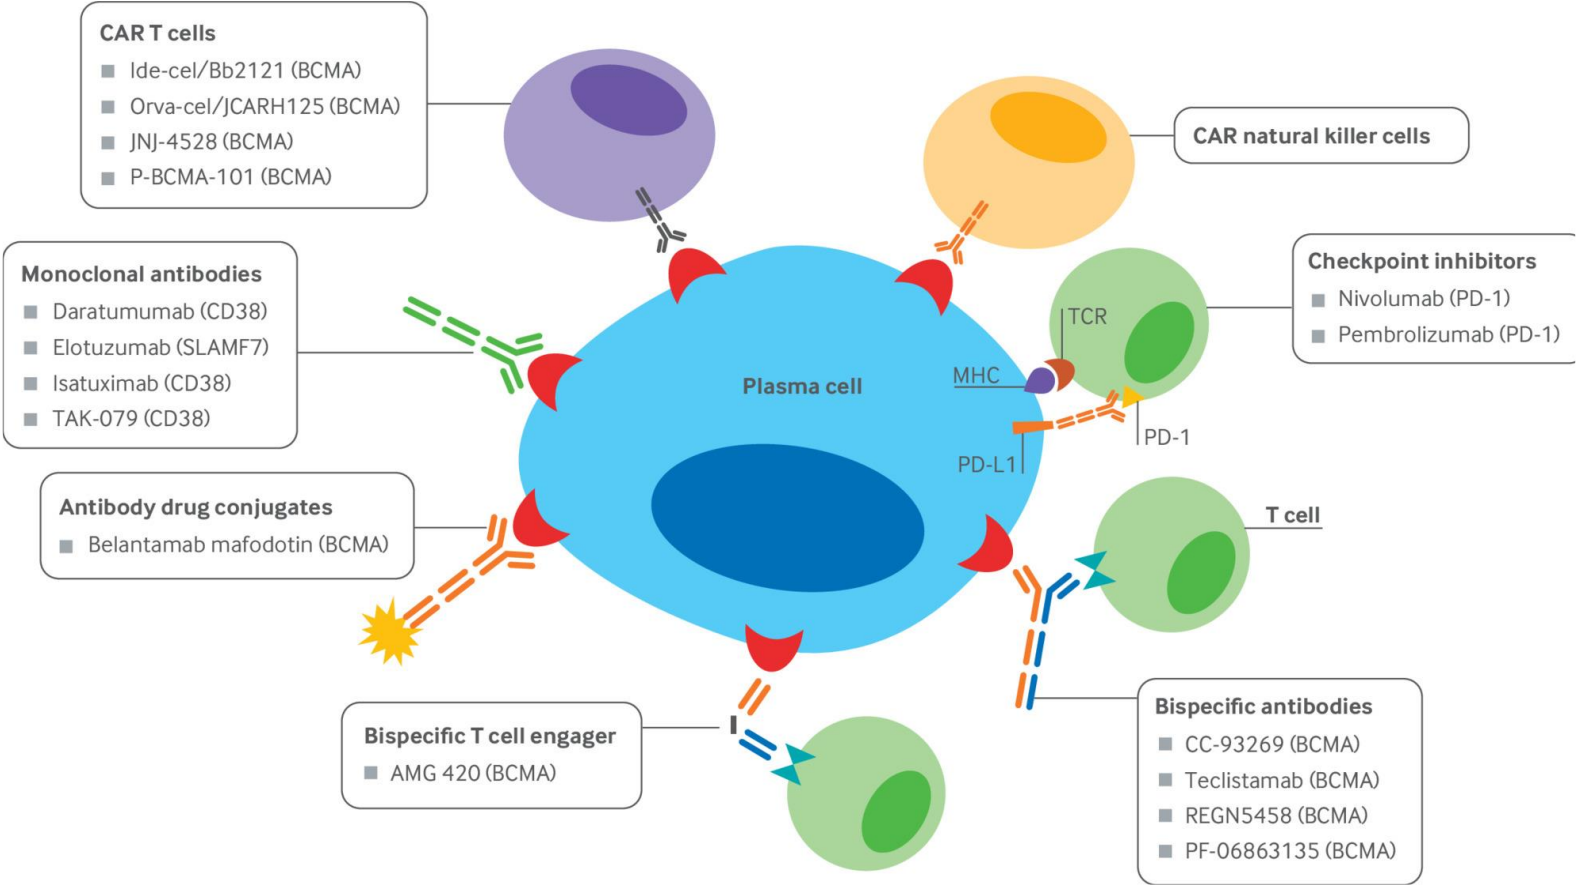 CAR T cells
Ide-cel/Bb2121 (BCMA)
Orva-cel/JCARH125 (BCMA)
JNJ-4528 (BCMA)
P-BCMA-101 (BCMA)
CAR natural killer cells
Monoclonal antibodies
Daratumumab (CD38)
Elotuzumab (SLAMF7)
Isatuximab (CD38)
TAK-079 (CD38)
Checkpoint inhibitors
Nivolumab (PD-1)
Pembrolizumab (PD-1)
TCR
MHC
Plasma cell
PD-1
PD-L1
Antibody drug conjugates
Belantamab mafodotin (BCMA)
T cell
Bispecific T cell engager
AMG 420 (BCMA)
Bispecific antibodies
CC-93269 (BCMA)
Teclistamab (BCMA)
REGN5458 (BCMA)
PF-06863135 (BCMA)